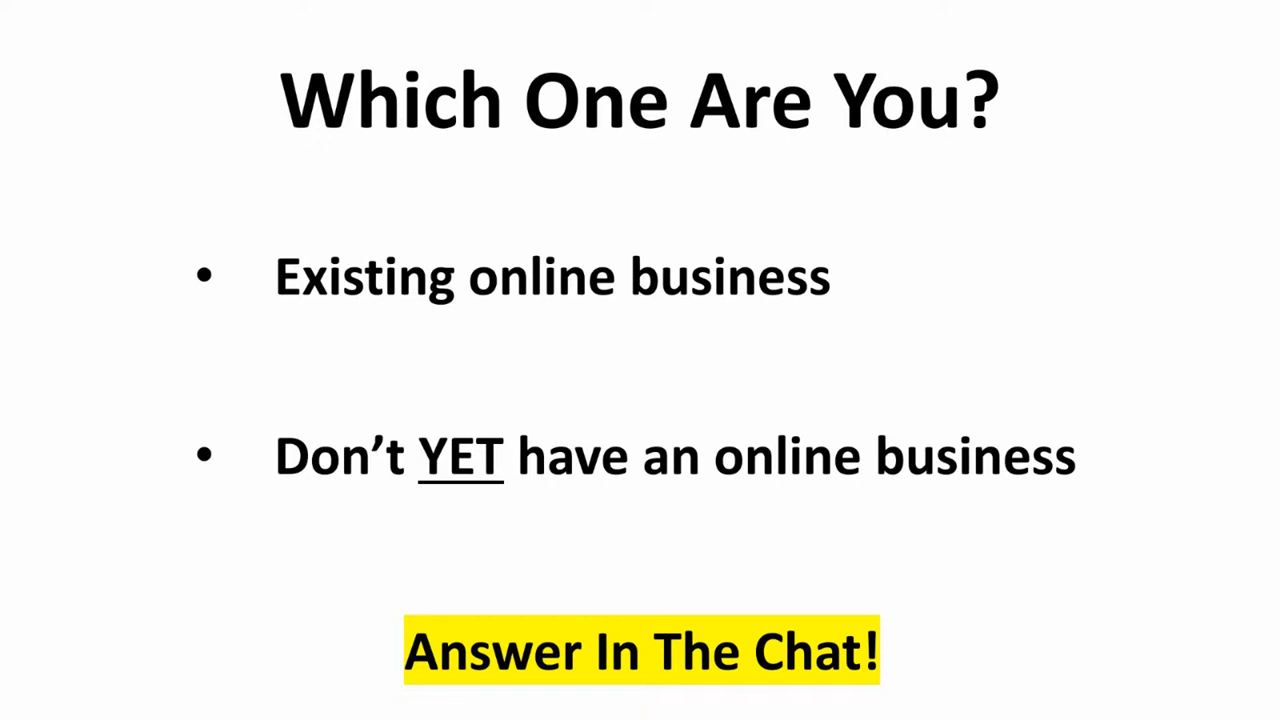 Which One Are You?
• Existing online business
• Don’t YET have an online business
Answer In The Chat!